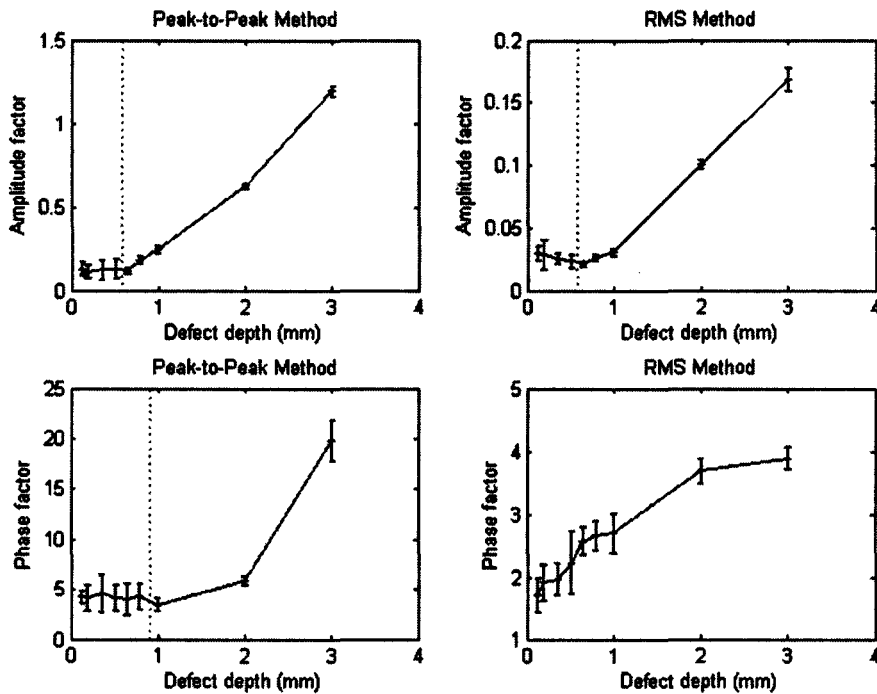 Peak-to-Peak Method
1.5
1
0.5
0
Amplitude factor
0 1 2 3 4
Defect depth (mm)
RMS Method
0.2
0.15
0.1
0.05
0
Amplitude factor
0 1 2 3 4
Defect depth (mm)
Peak-to-Peak Method
25
20
15
10
5
0
Phase factor
0 1 2 3 4
Defect depth (mm)
RMS Method
5
4
3
2
1
Phase factor
0 1 2 3 4
Defect depth (mm)